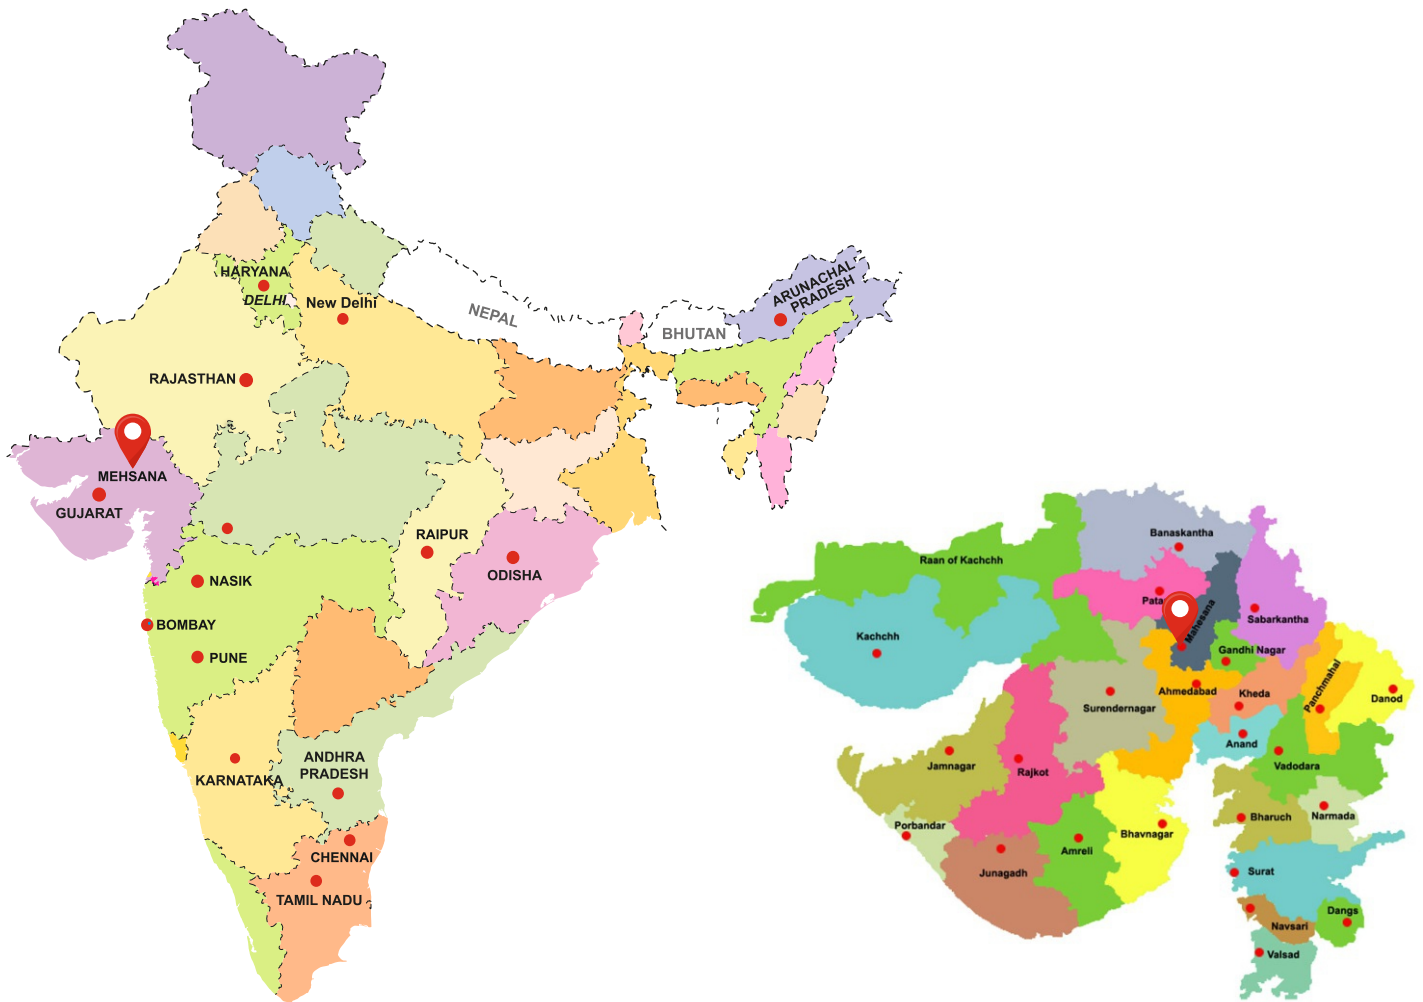 HARYANA
DELHI
New Delhi
NEPAL
BHUTAN
ARUNACHAL
PRADESH
RAJASTHAN
MEHSANA
GUJARAT
RAIPUR
ODISHA
NASIK
BOMBAY
PUNE
ANDHRA
PRADESH
KARNATAKA
CHENNAI
TAMIL NADU
Banaskantha
Raan of Kachchh
Mahesana
Sabarkantha
Kachchh
Gandhi Nagar
Panchmahal
Ahmedabad
Kheda
Danod
Surendernagar
Anand
Jamnagar
Rajkot
Vadodara
Porbandar
Bhavnagar
Bharuch
Narmada
Amreli
Junagadh
Surat
Dangs
Navsari
Valsad